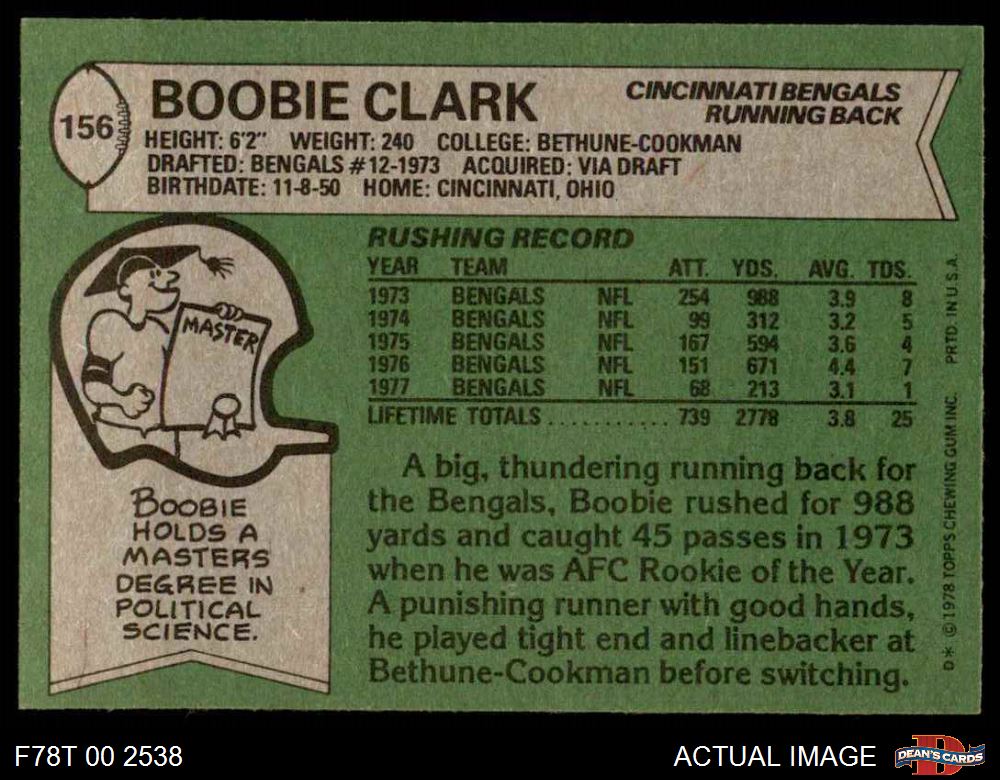 156
BOOBIE CLARK
CINCINNATI BENGALS
RUNNING BACK
HEIGHT: 6'2" WEIGHT: 240 COLLEGE: BETHUNE-COOKMAN
DRAFTED: BENGALS #12-1973 ACQUIRED: VIA DRAFT
BIRTHDATE: 11-8-50 HOME: CINCINNATI, OHIO
MASTER
BOOBIE
HOLDS A
MASTERS
DEGREE IN
POLITICAL
SCIENCE.
RUSHING RECORD
YEAR TEAM ATT. YDS. AVG. TDS.
1973 BENGALS NFL 254 988 3.9 8
1974 BENGALS NFL 99 312 3.2 5
1975 BENGALS NFL 167 594 3.6 4
1976 BENGALS NFL 151 671 4.4 7
1977 BENGALS NFL 68 213 3.1 1
LIFETIME TOTALS........... 739 2778 3.8 25
A big, thundering running back for
the Bengals, Boobie rushed for 988
yards and caught 45 passes in 1973
when he was AFC Rookie of the Year.
A punishing runner with good hands,
he played tight end and linebacker at
Bethune-Cookman before switching.
D* © 1978 TOPPS CHEWING GUM INC. PRTD. IN U.S.A.
F78T 00 2538
ACTUAL IMAGE
D
DEAN'S CARDS